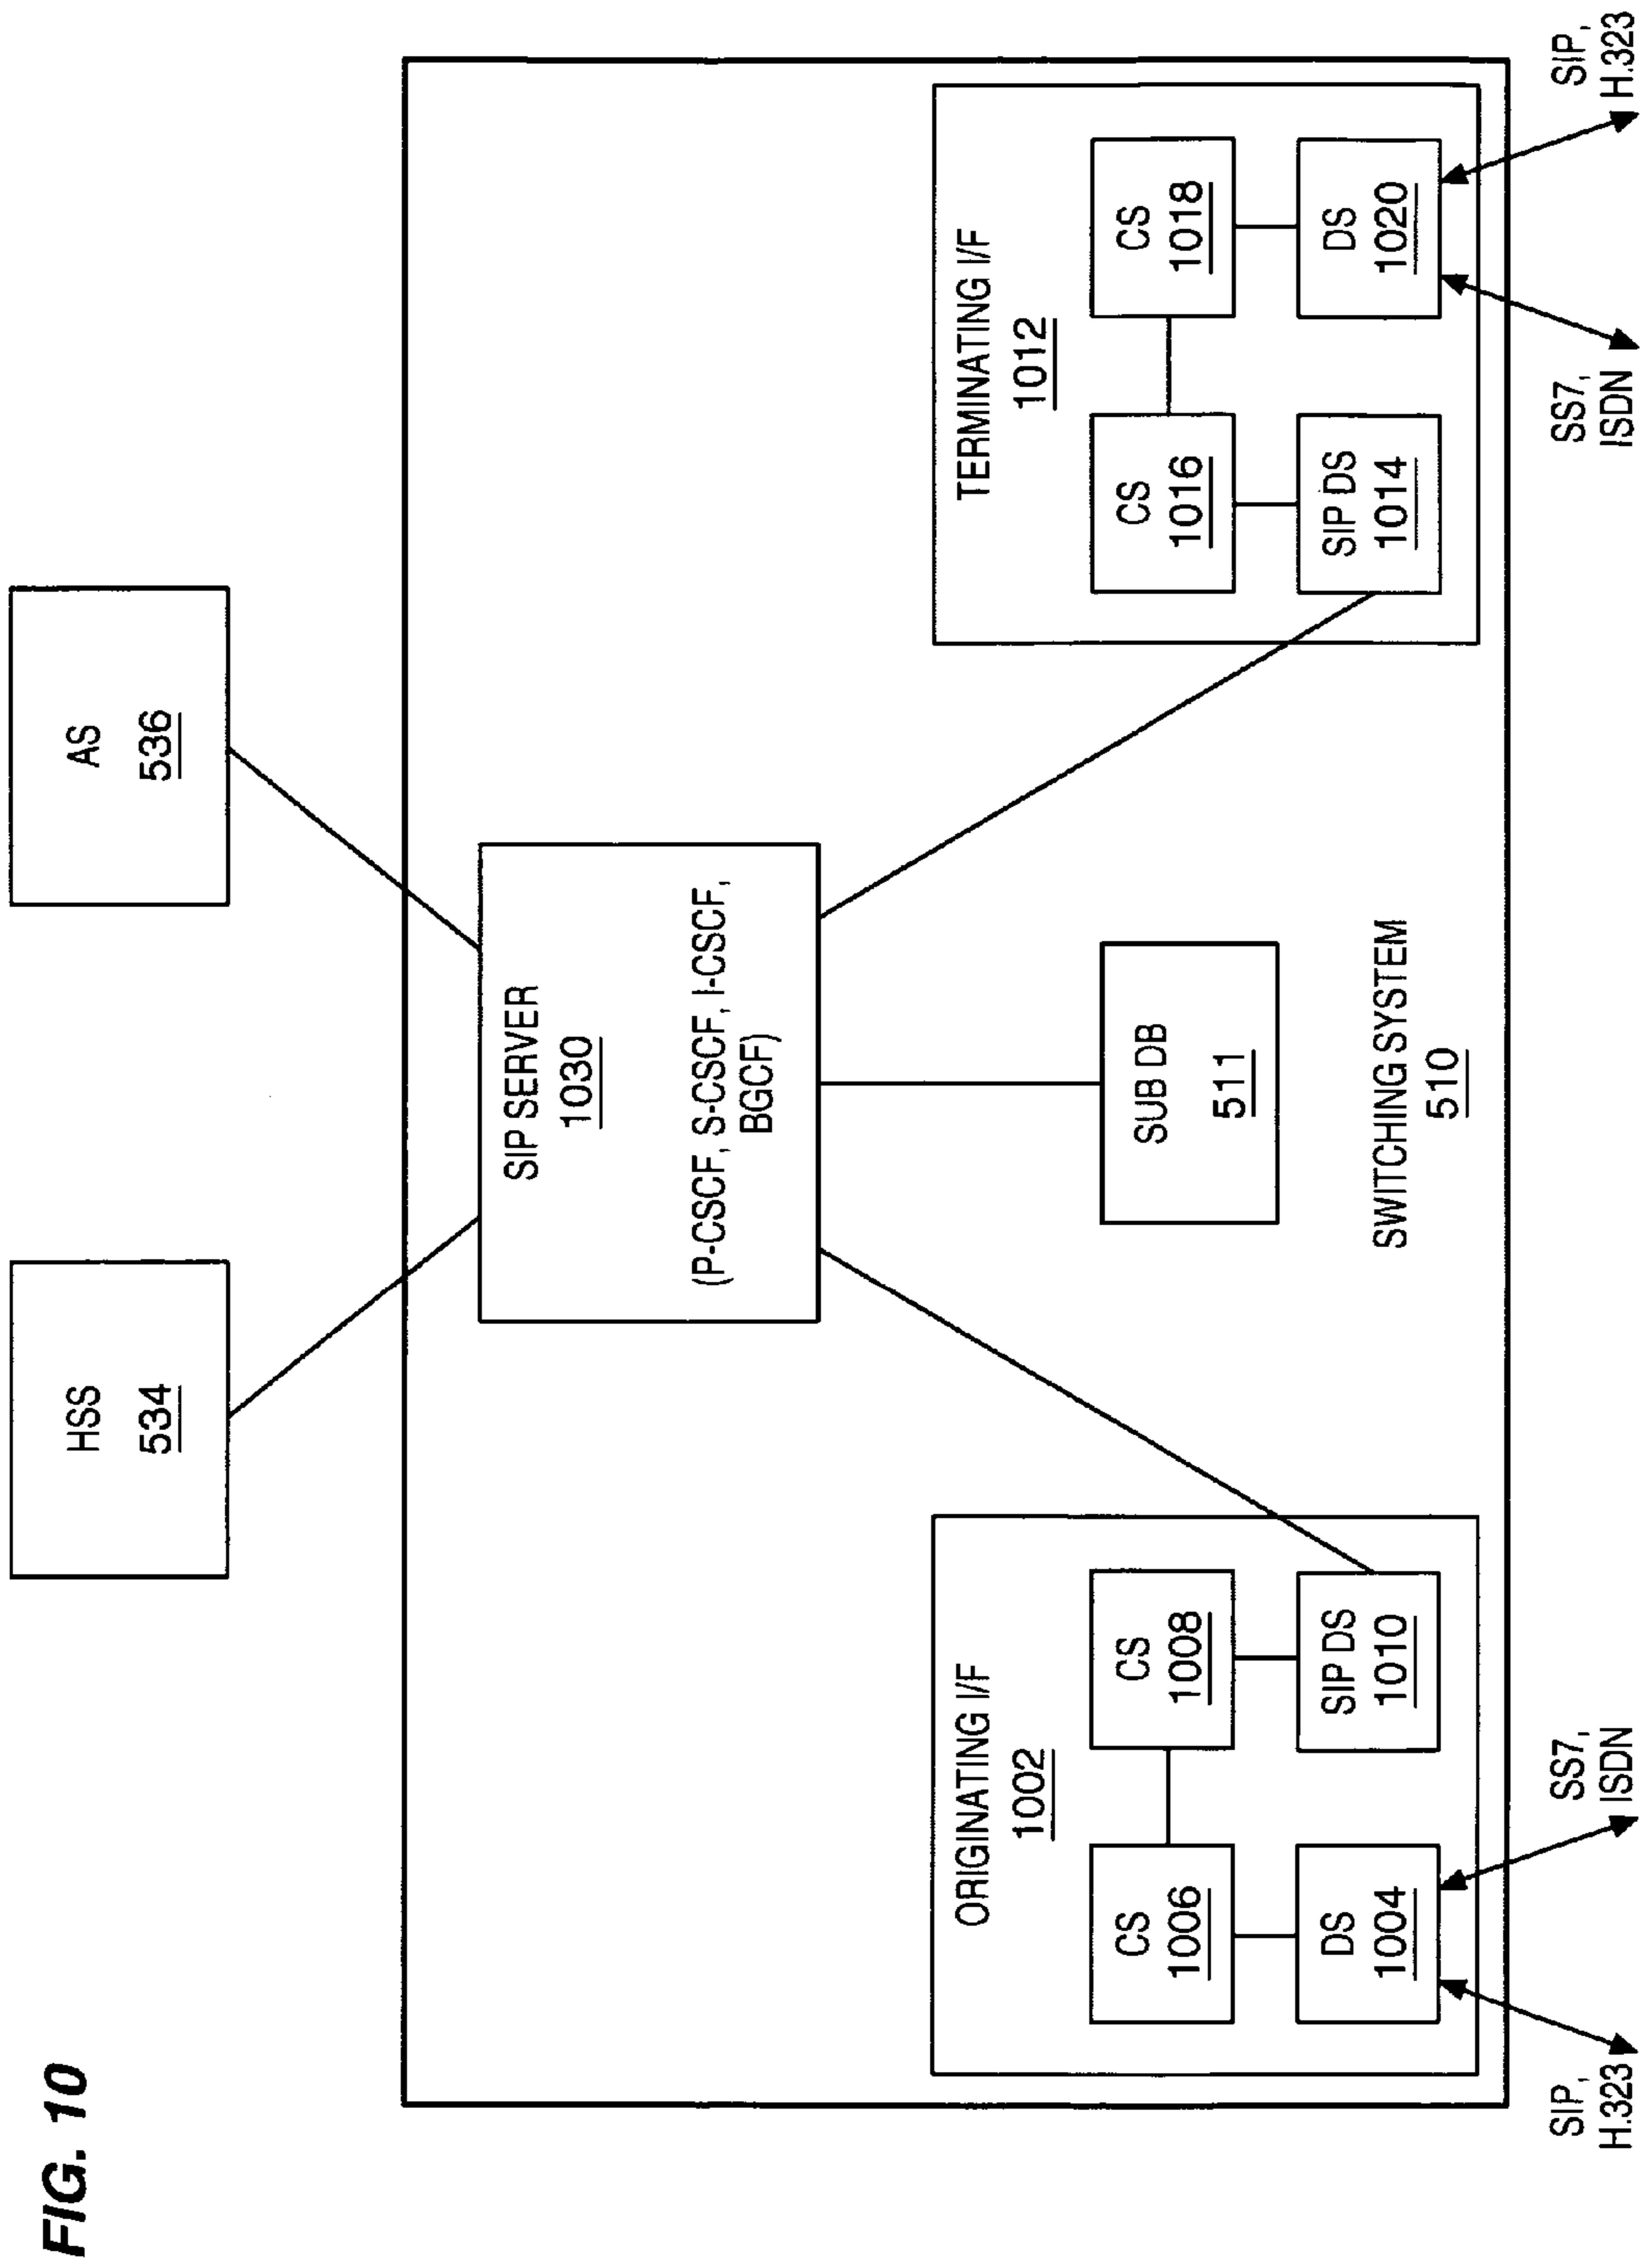 FIG. 10
HSS
534
AS
536
SIP SERVER
1030
(P-CSCF, S-CSCF, I-CSCF,
BGCF)
SUB DB
511
SWITCHING SYSTEM
510
ORIGINATING I/F
1002
CS
1006
CS
1008
DS
1004
SIP DS
1010
TERMINATING I/F
1012
CS
1016
CS
1018
SIP DS
1014
DS
1020
SIP,
H.323
SS7,
ISDN
SS7,
ISDN
SIP,
H.323